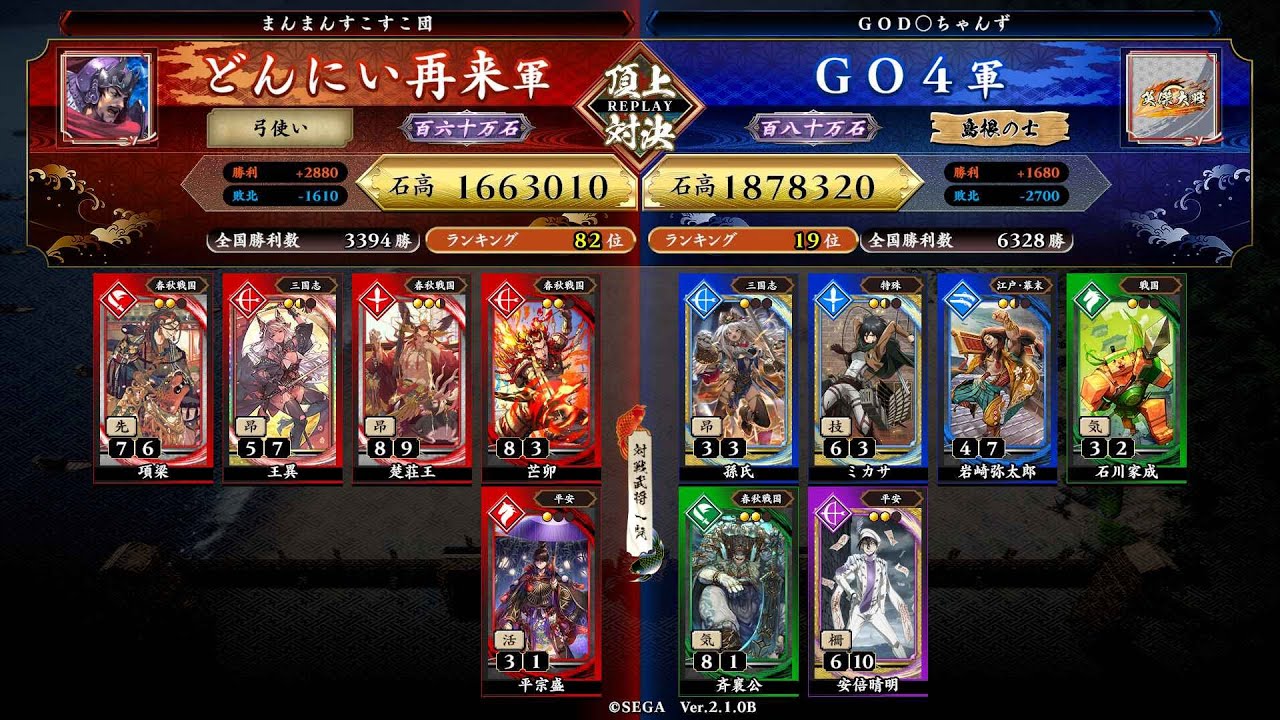 まんまんすこすこ団
GOD○ちゃんず
どんにい再来軍
頂上
REPLAY
対決
GO4軍
弓使い
百六十万石
百八十万石
島根の士
英傑大戦
勝利 +2880
敗北 -1610
石高 1663010
石高 1878320
勝利 +1680
敗北 -2700
全国勝利数 3394勝
ランキング 82位
ランキング 19位
全国勝利数 6328勝
春秋戦国
先
7 6
項梁
三国志
昂
5 7
王異
春秋戦国
昂
8 9
楚荘王
春秋戦国
8 3
芒卯
平安
活
3 1
平宗盛
対戦武将一覧
三国志
昂
3 3
孫氏
特殊
技
6 3
ミカサ
江戸・幕末
4 7
岩崎弥太郎
戦国
気
3 2
石川家成
春秋戦国
気
8 1
斉襄公
平安
柵
6 10
安倍晴明
©SEGA Ver.2.1.0B